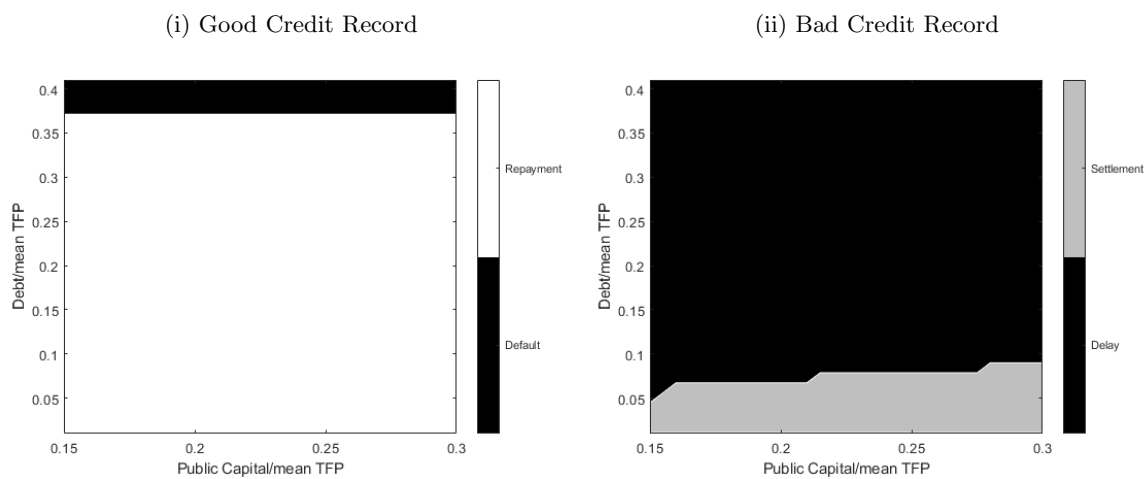 (i) Good Credit Record
0.4
0.35
0.3
0.25
0.2
0.15
0.1
0.05
Debt/mean TFP
0.15 0.2 0.25 0.3
Public Capital/mean TFP
Repayment
Default
(ii) Bad Credit Record
0.4
0.35
0.3
0.25
0.2
0.15
0.1
0.05
Debt/mean TFP
0.15 0.2 0.25 0.3
Public Capital/mean TFP
Settlement
Delay